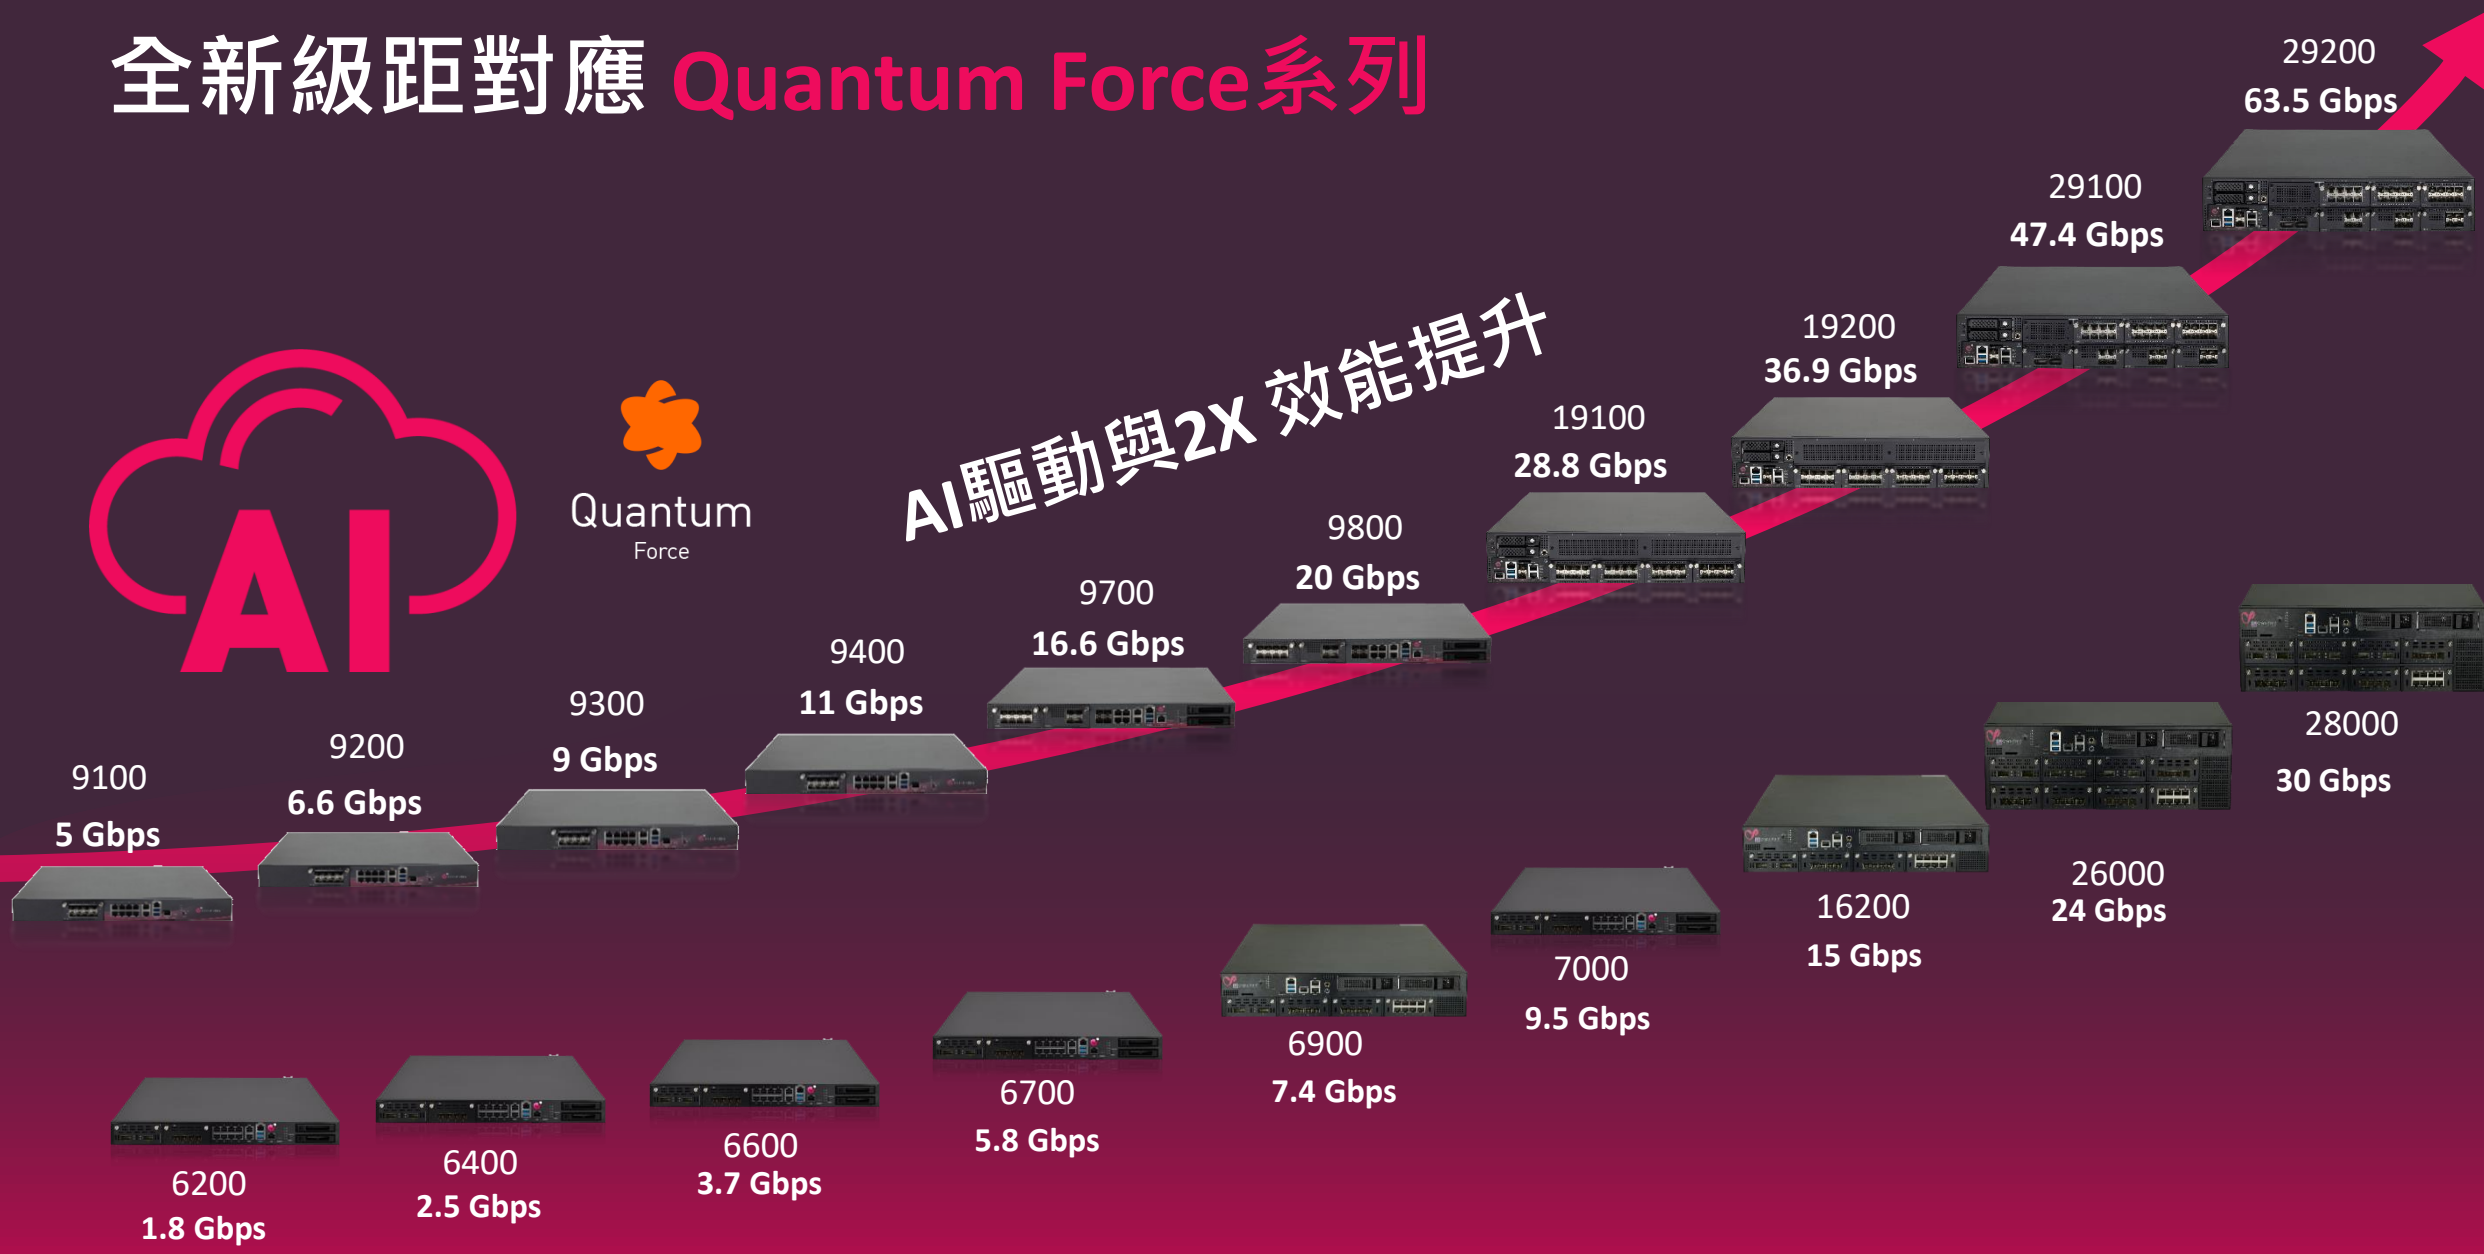 全新級距對應 Quantum Force系列
29200
63.5 Gbps
29100
47.4 Gbps
19200
36.9 Gbps
19100
28.8 Gbps
9800
20 Gbps
9700
16.6 Gbps
9400
11 Gbps
9300
9 Gbps
9200
6.6 Gbps
9100
5 Gbps
AI驅動與2X 效能提升
AI
Quantum
Force
28000
30 Gbps
26000
24 Gbps
16200
15 Gbps
7000
9.5 Gbps
6900
7.4 Gbps
6700
5.8 Gbps
6600
3.7 Gbps
6400
2.5 Gbps
6200
1.8 Gbps